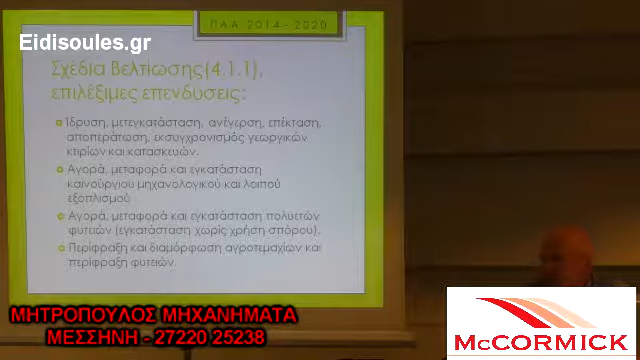 ΠΑΑ 2014-2020
Eidisoules.gr
Σχέδια Βελτίωσης(4.1.1),
επιλέξιμες επενδύσεις:
Ίδρυση, μετεγκατάσταση, ανέγερση, επέκταση,
αποπεράτωση, εκσυγχρονισμός γεωργικών
κτιρίων και κατασκευών.
Αγορά, μεταφορά και εγκατάσταση
καινούργιου μηχανολογικού και λοιπού
εξοπλισμού
Αγορά, μεταφορά και εγκατάσταση πολυετών
φυτειών (εγκατάσταση χωρίς χρήση σπόρου).
Περίφραξη και διαμόρφωση αγροτεμαχίων και
περίφραξη φυτειών.
ΜΗΤΡΟΠΟΥΛΟΣ ΜΗΧΑΝΗΜΑΤΑ
ΜΕΣΣΗΝΗ - 27220 25238
McCORMICK